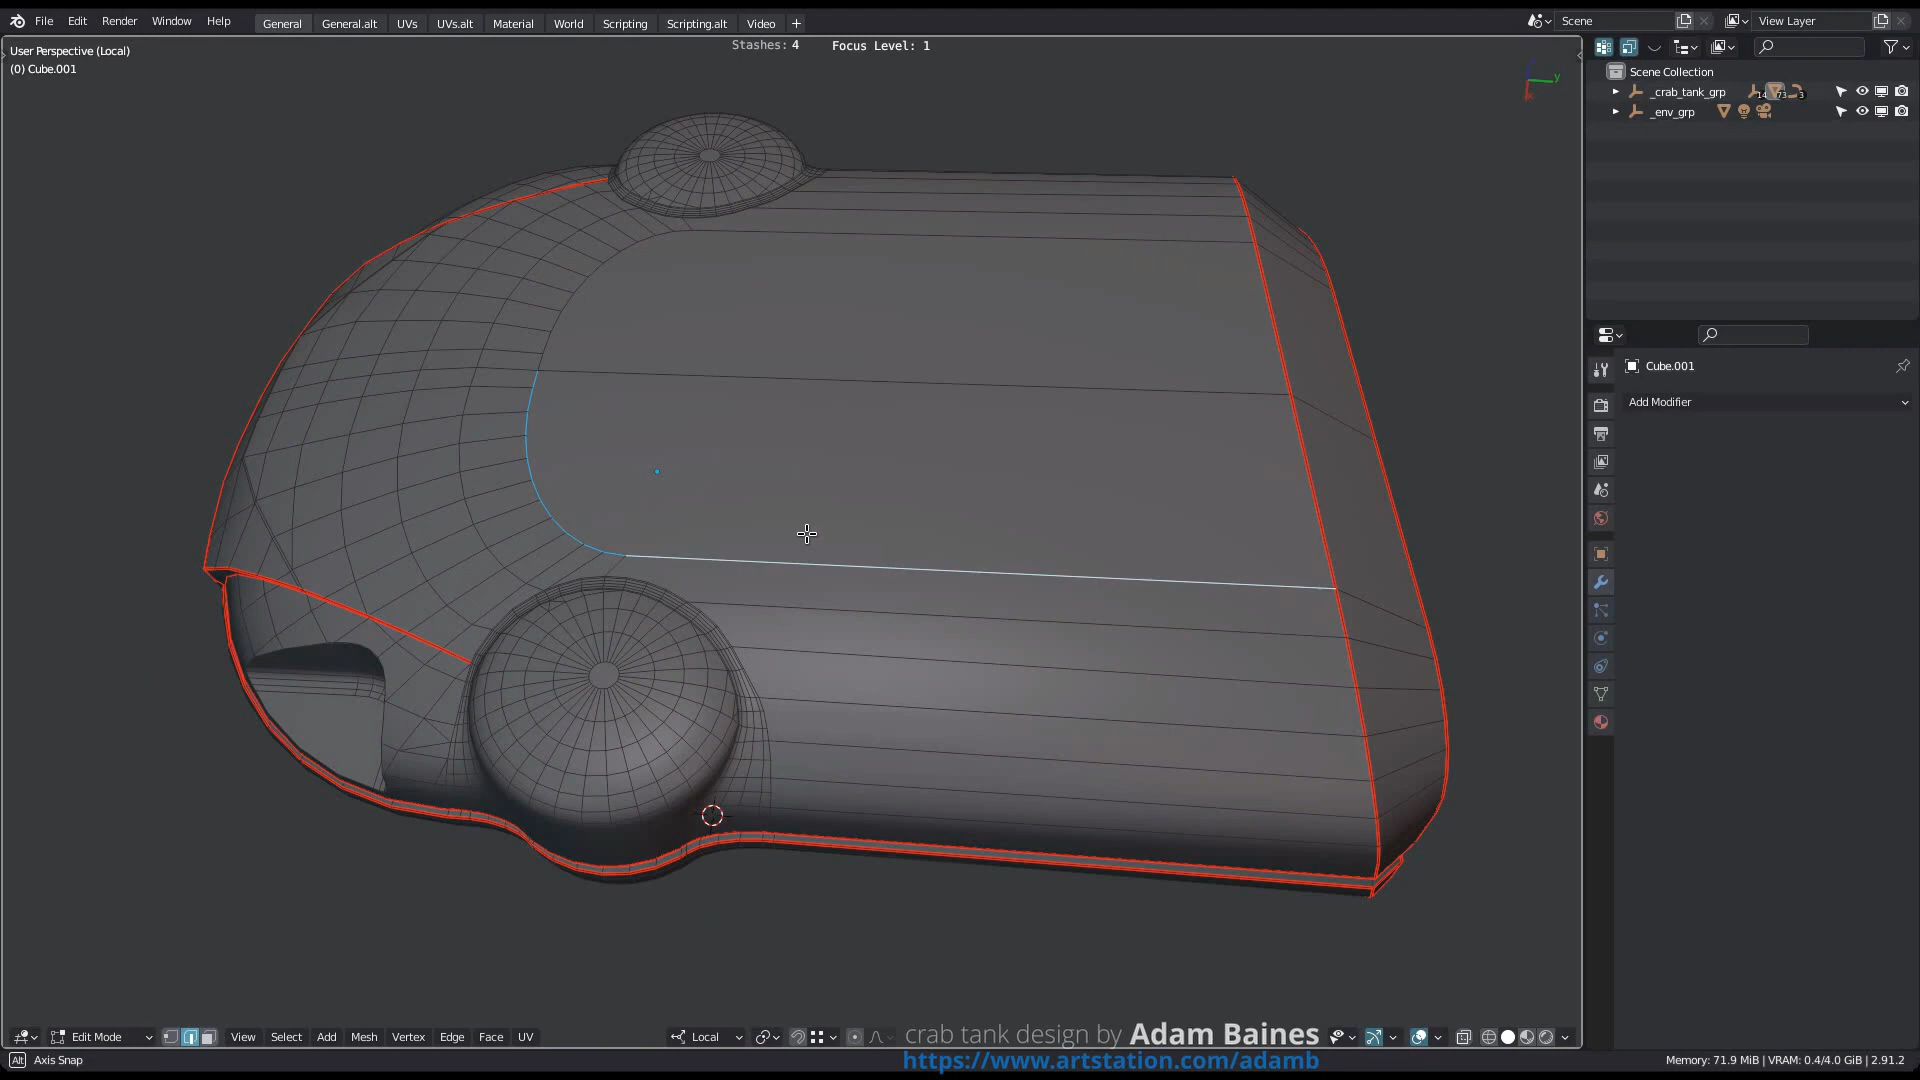 File Edit Render Window Help General General.alt UVs UVs.alt Material World Scripting Scripting.alt Video + Scene View Layer
User Perspective (Local)
(0) Cube.001
Stashes: 4 Focus Level: 1
y
Scene Collection
_crab_tank_grp 14 73 3
_env_grp
Cube.001
Add Modifier
Edit Mode View Select Add Mesh Vertex Edge Face UV Local
crab tank design by Adam Baines
https://www.artstation.com/adamb
Alt Axis Snap
Memory: 71.9 MiB | VRAM: 0.4/4.0 GiB | 2.91.2